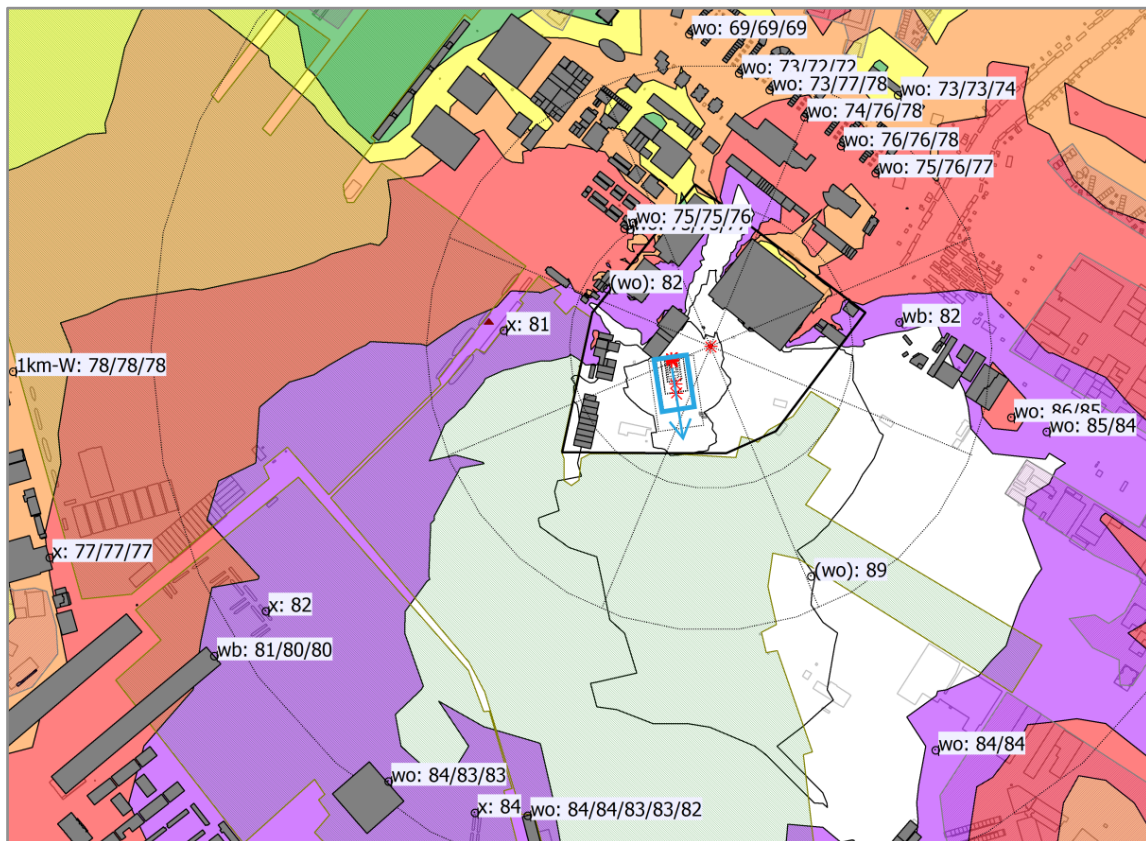 wo: 69/69/69
wo: 73/72/72
wo: 73/77/78
wo: 73/73/74
wo: 74/76/78
wo: 76/76/78
wo: 75/76/77
wo: 75/75/76
(wo): 82
x: 81
wb: 82
1km-W: 78/78/78
wo: 86/85
wo: 85/84
x: 77/77/77
(wo): 89
x: 82
wb: 81/80/80
wo: 84/84
wo: 84/83/83
x: 84
wo: 84/84/83/83/82